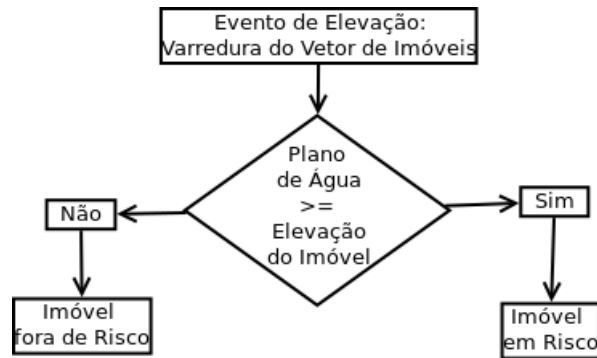 Evento de Elevação:
Varredura do Vetor de Imóveis
Plano
de Água
>=
Elevação
do Imóvel
Não
Sim
Imóvel
fora de Risco
Imóvel
em Risco